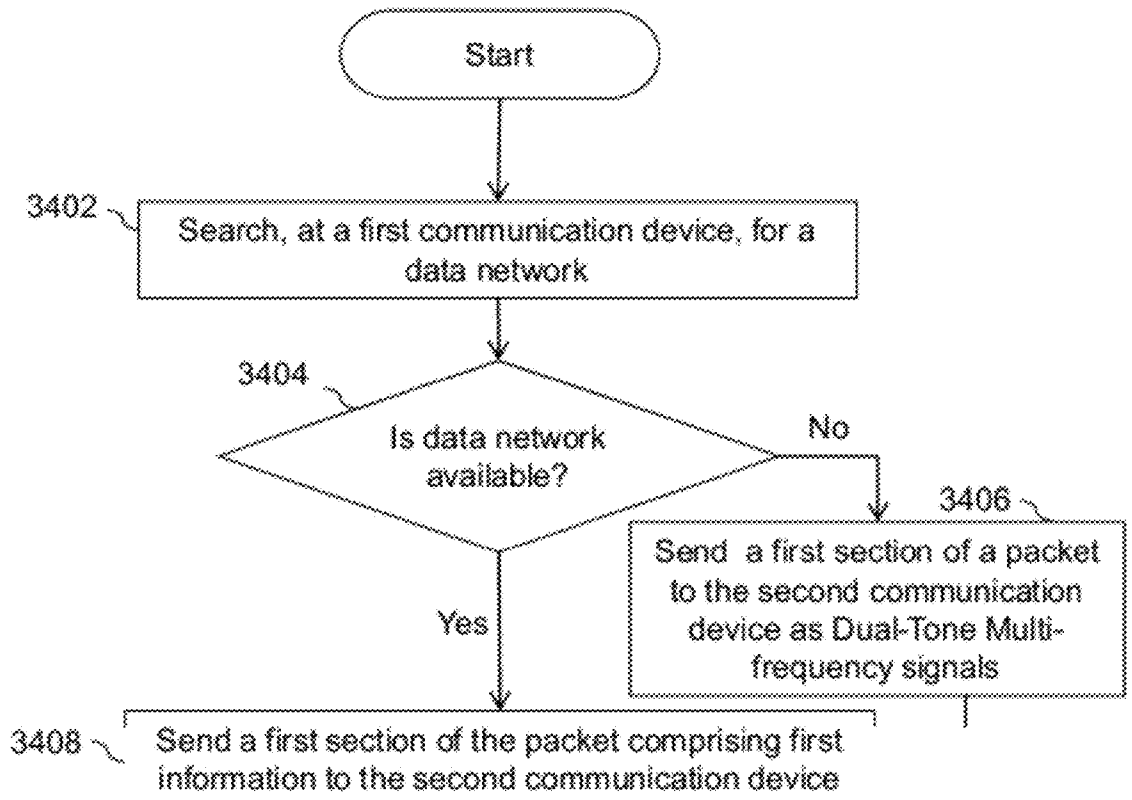 Start
3402
Search, at a first communication device, for a
data network
3404
Is data network
available?
No
3406
Send a first section of a packet
to the second communication
device as Dual-Tone Multi-
frequency signals
Yes
3408
Send a first section of the packet comprising first
information to the second communication device